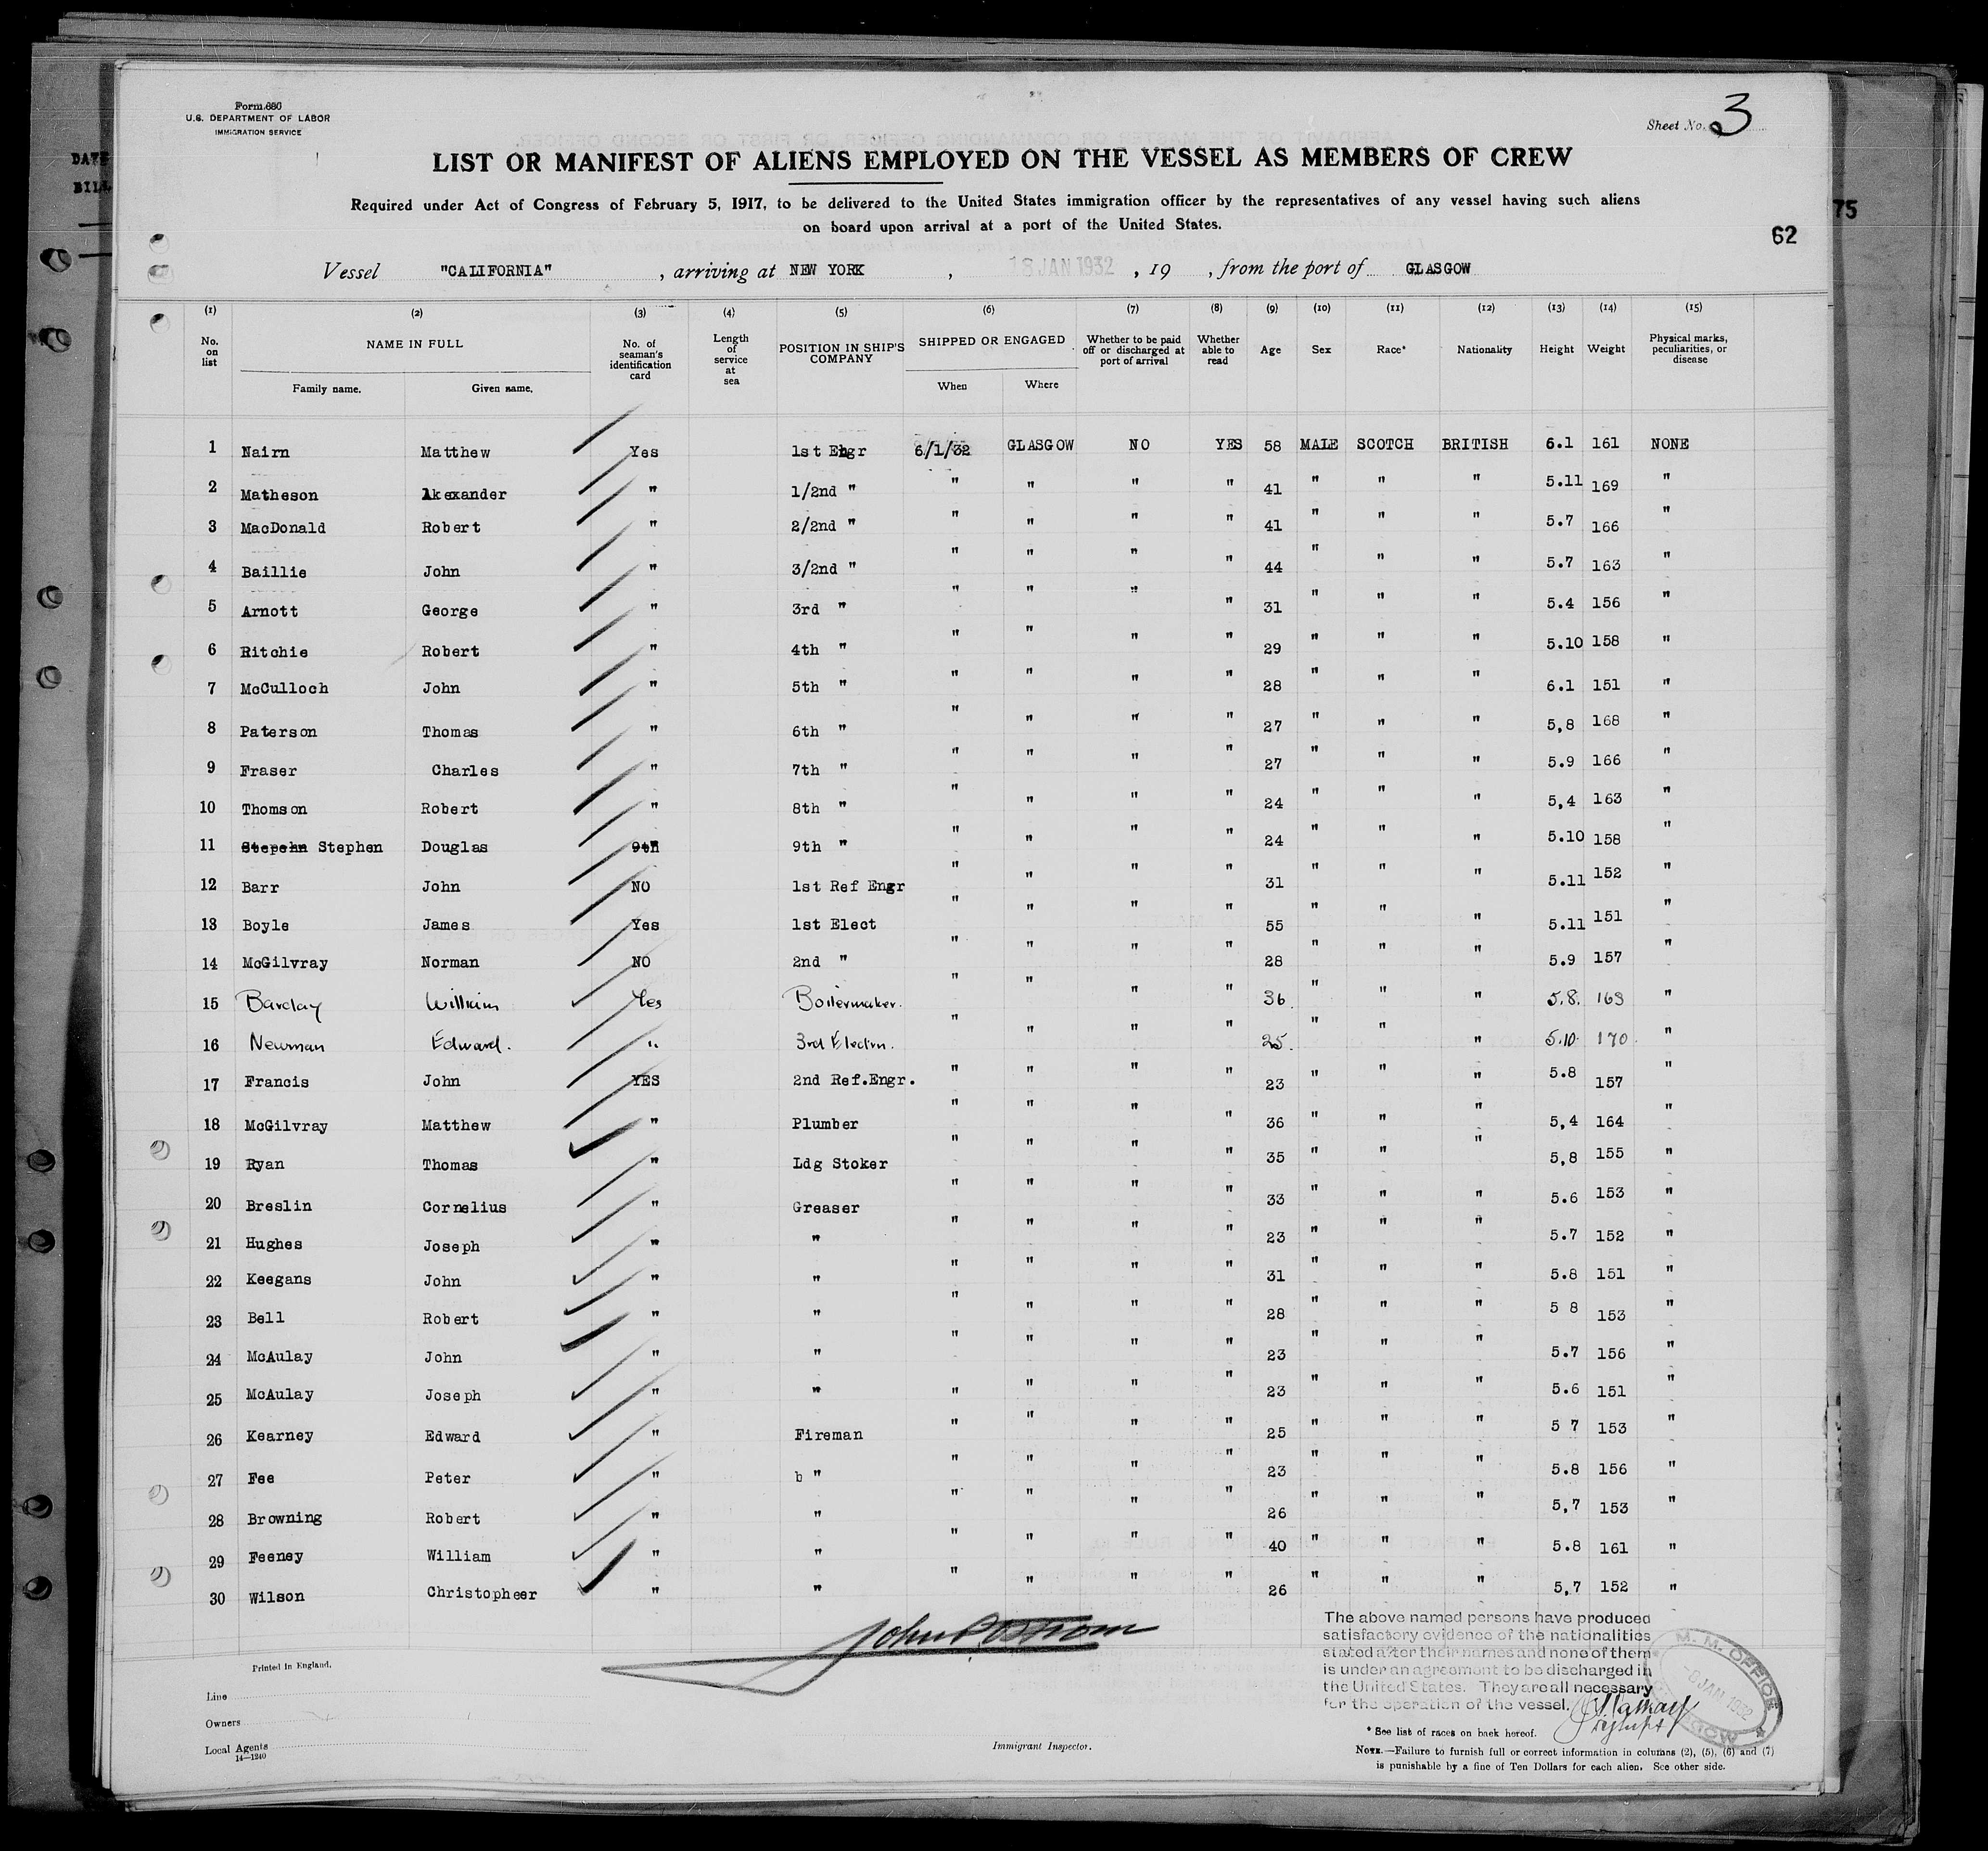 DATE
BILL
75
Form 680
U.S. DEPARTMENT OF LABOR
IMMIGRATION SERVICE
Sheet No. 3
LIST OR MANIFEST OF ALIENS EMPLOYED ON THE VESSEL AS MEMBERS OF CREW
Required under Act of Congress of February 5, 1917, to be delivered to the United States immigration officer by the representatives of any vessel having such aliens
on board upon arrival at a port of the United States.
62
Vessel "CALIFORNIA" , arriving at NEW YORK , 18 JAN 1932 , 19 , from the port of GLASGOW
(1) (2) (3) (4) (5) (6) (7) (8) (9) (10) (11) (12) (13) (14) (15)
No. on list NAME IN FULL Family name. Given name. No. of seaman's identification card Length of service at sea POSITION IN SHIP'S COMPANY SHIPPED OR ENGAGED When Where Whether to be paid off or discharged at port of arrival Whether able to read Age Sex Race* Nationality Height Weight Physical marks, peculiarities, or disease
1 Nairn Matthew Yes 1st Engr 6/1/32 GLASGOW NO YES 58 MALE SCOTCH BRITISH 6.1 161 NONE
2 Matheson Akexander " 1/2nd " " " " " 41 " " " 5.11 169 "
3 MacDonald Robert " 2/2nd " " " " " 41 " " " 5.7 166 "
4 Baillie John " 3/2nd " " " " " 44 " " " 5.7 163 "
5 Arnott George " 3rd " " " " " 31 " " " 5.4 156 "
6 Ritchie Robert " 4th " " " " " 29 " " " 5.10 158 "
7 McCulloch John " 5th " " " " " 28 " " " 6.1 151 "
8 Paterson Thomas " 6th " " " " " 27 " " " 5,8 168 "
9 Fraser Charles " 7th " " " " " 27 " " " 5.9 166 "
10 Thomson Robert " 8th " " " " " 24 " " " 5,4 163 "
11 Stepehn Stephen Douglas 9th 9th " " " " " 24 " " " 5.10 158 "
12 Barr John NO 1st Ref Engr " " " " 31 " " " 5.11 152 "
13 Boyle James Yes 1st Elect " " " " 55 " " " 5.11 151 "
14 McGilvray Norman NO 2nd " " " " " 28 " " " 5.9 157 "
15 Barclay William Yes Boilermaker. " " " " 36 " " " 5.8. 163 "
16 Newman Edward. " 3rd Electn. " " " " 25. " " " 5.10. 170. "
17 Francis John YES 2nd Ref.Engr. " " " " 23 " " " 5.8 157 "
18 McGilvray Matthew " Plumber " " " " 36 " " " 5,4 164 "
19 Ryan Thomas " Ldg Stoker " " " " 35 " " " 5,8 155 "
20 Breslin Cornelius " Greaser " " " " 33 " " " 5.6 153 "
21 Hughes Joseph " " " " " " 23 " " " 5.7 152 "
22 Keegans John " " " " " " 31 " " " 5.8 151 "
23 Bell Robert " " " " " " 28 " " " 5 8 153 "
24 McAulay John " " " " " " 23 " " " 5.7 156 "
25 McAulay Joseph " " " " " " 23 " " " 5.6 151 "
26 Kearney Edward " Fireman " " " " 25 " " " 5 7 153 "
27 Fee Peter " b " " " " " 23 " " " 5.8 156 "
28 Browning Robert " " " " " " 26 " " " 5,7 153 "
29 Feeney William " " " " " " 40 " " " 5.8 161 "
30 Wilson Christopheer " " " " " " 26 " " " 5,7 152 "
The above named persons have produced
satisfactory evidence of the nationalities
stated after their names and none of them
is under an agreement to be discharged in
the United States. They are all necessary
for the operation of the vessel.
M. M. OFFICE
JAN 1932
Printed in England.
Line
Owners
Local Agents
14—1240
Immigrant Inspector.
* See list of races on back hereof.
NOTE.—Failure to furnish full or correct information in columns (2), (5), (6) and (7)
is punishable by a fine of Ten Dollars for each alien. See other side.